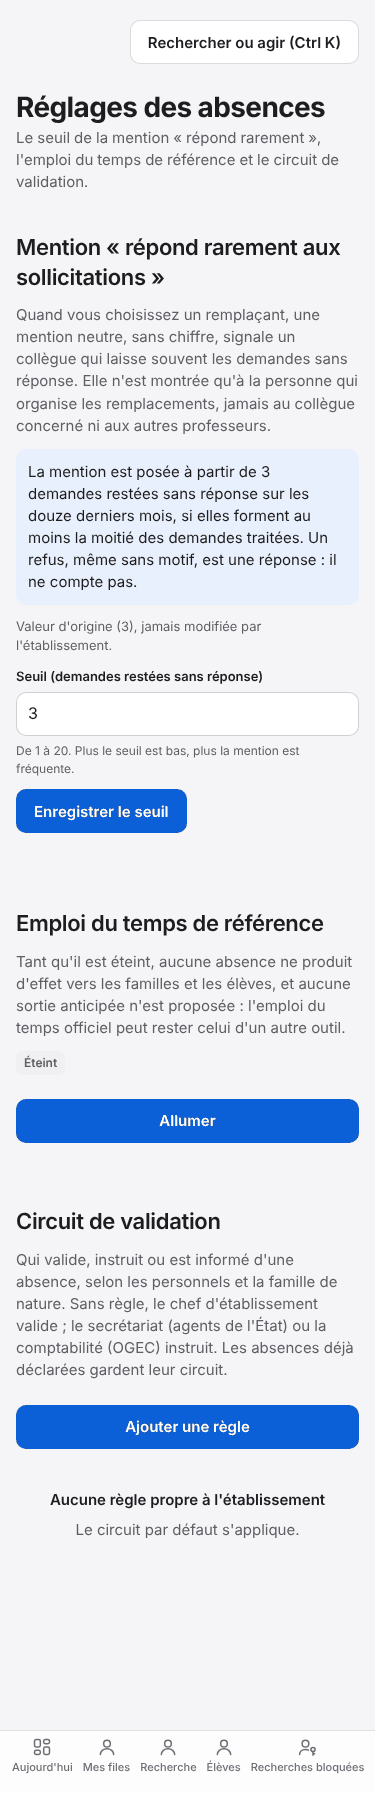 Rechercher ou agir (Ctrl K)
Réglages des absences
Le seuil de la mention « répond rarement »,
l'emploi du temps de référence et le circuit de
validation.
Mention « répond rarement aux
sollicitations »
Quand vous choisissez un remplaçant, une
mention neutre, sans chiffre, signale un
collègue qui laisse souvent les demandes sans
réponse. Elle n'est montrée qu'à la personne qui
organise les remplacements, jamais au collègue
concerné ni aux autres professeurs.
La mention est posée à partir de 3
demandes restées sans réponse sur les
douze derniers mois, si elles forment au
moins la moitié des demandes traitées. Un
refus, même sans motif, est une réponse : il
ne compte pas.
Valeur d'origine (3), jamais modifiée par
l'établissement.
Seuil (demandes restées sans réponse)
3
De 1 à 20. Plus le seuil est bas, plus la mention est
fréquente.
Enregistrer le seuil
Emploi du temps de référence
Tant qu'il est éteint, aucune absence ne produit
d'effet vers les familles et les élèves, et aucune
sortie anticipée n'est proposée : l'emploi du
temps officiel peut rester celui d'un autre outil.
Éteint
Allumer
Circuit de validation
Qui valide, instruit ou est informé d'une
absence, selon les personnels et la famille de
nature. Sans règle, le chef d'établissement
valide ; le secrétariat (agents de l'État) ou la
comptabilité (OGEC) instruit. Les absences déjà
déclarées gardent leur circuit.
Ajouter une règle
Aucune règle propre à l'établissement
Le circuit par défaut s'applique.
Aujourd'hui
Mes files
Recherche
Élèves
Recherches bloquées